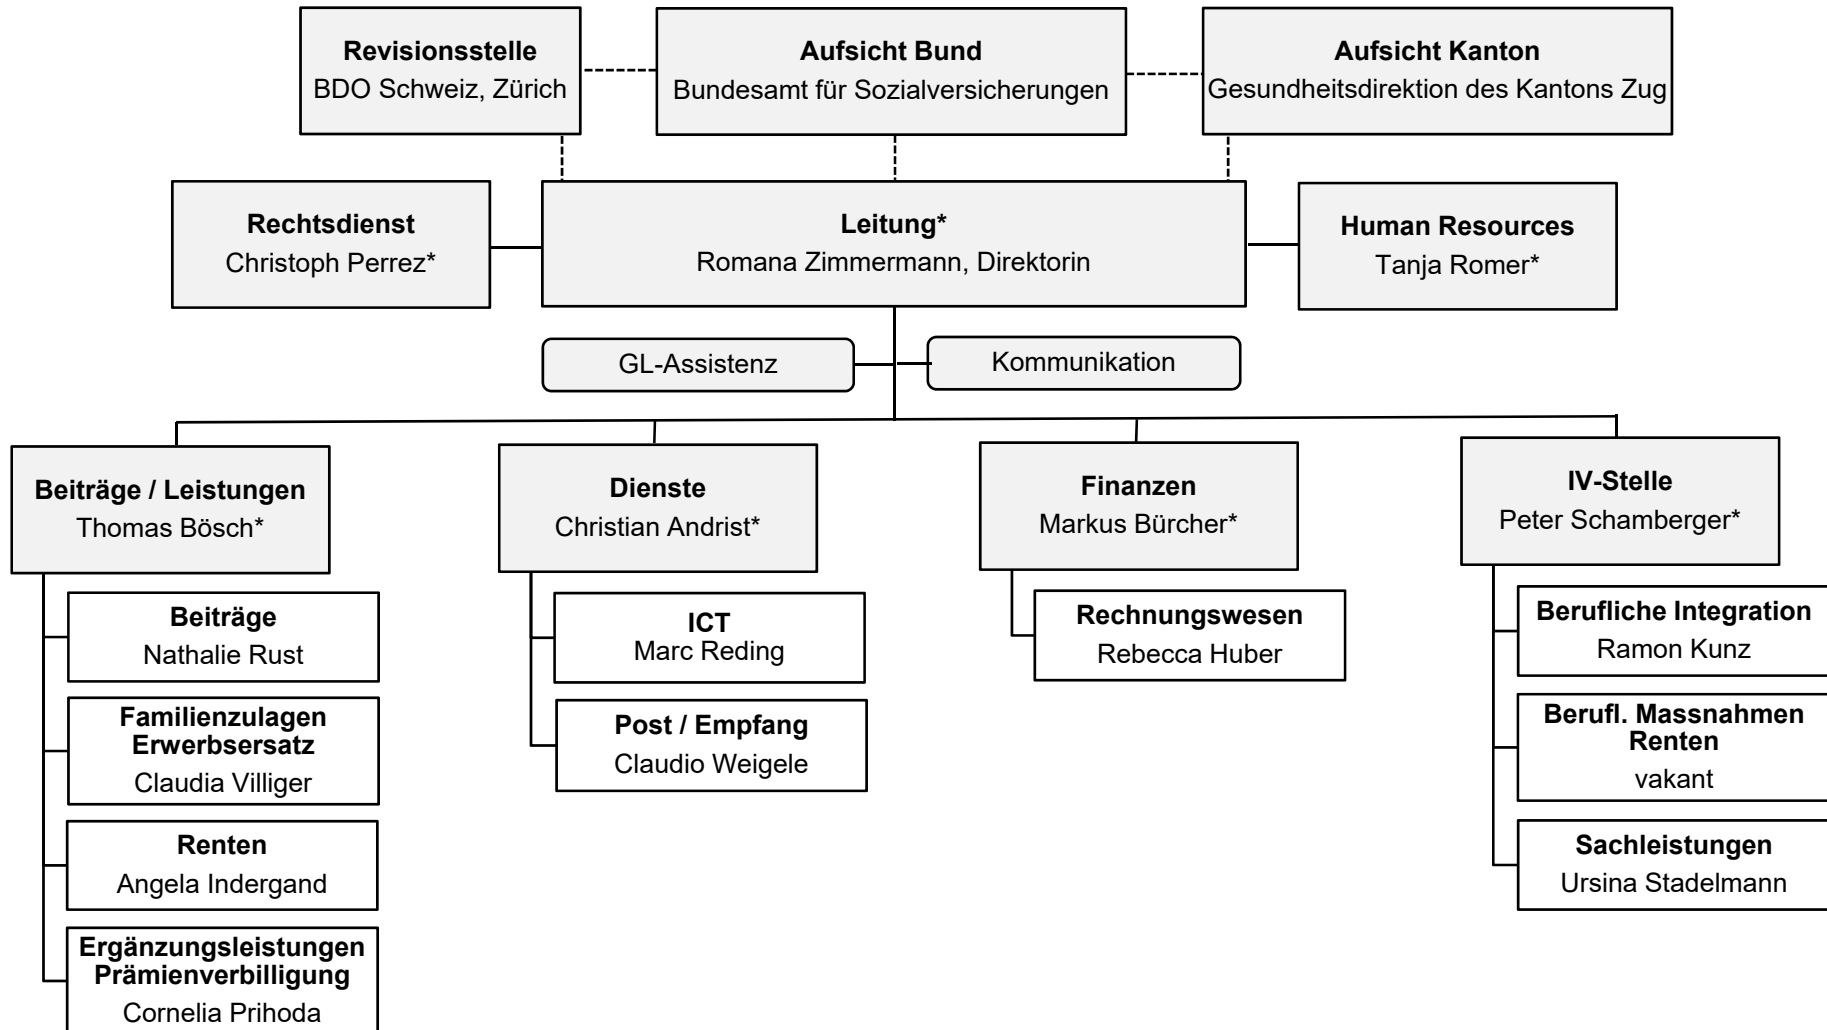 Revisionsstelle
BDO Schweiz, Zürich
Aufsicht Bund
Bundesamt für Sozialversicherungen
Aufsicht Kanton
Gesundheitsdirektion des Kantons Zug
Rechtsdienst
Christoph Perrez*
Leitung*
Romana Zimmermann, Direktorin
Human Resources
Tanja Romer*
GL-Assistenz
Kommunikation
Beiträge / Leistungen
Thomas Bösch*
Beiträge
Nathalie Rust
Familienzulagen
Erwerbsersatz
Claudia Villiger
Renten
Angela Indergand
Ergänzungsleistungen
Prämienverbilligung
Cornelia Prihoda
Dienste
Christian Andrist*
ICT
Marc Reding
Post / Empfang
Claudio Weigele
Finanzen
Markus Bürcher*
Rechnungswesen
Rebecca Huber
IV-Stelle
Peter Schamberger*
Berufliche Integration
Ramon Kunz
Berufl. Massnahmen
Renten
vakant
Sachleistungen
Ursina Stadelmann